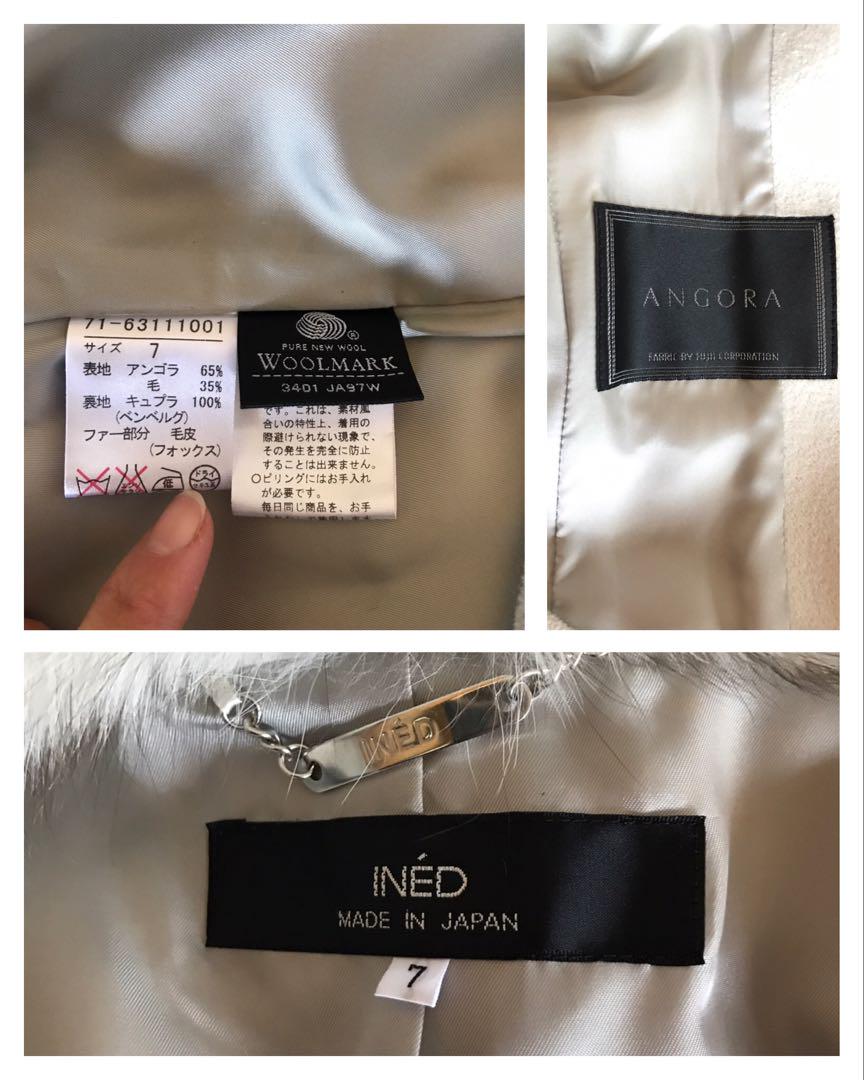 71-63111001
サイズ 7
表地 アンゴラ 65%
毛 35%
裏地 キュプラ 100%
(ベンベルグ)
ファー部分 毛皮
(フォックス)
低
ドライ
PURE NEW WOOL
WOOLMARK
3401 JA97W
です。これは、素材風
合いの特性上、着用の
際避けられない現象で、
その発生を完全に防止
することは出来ません。
○ピリングにはお手入れ
が必要です。
毎日同じ商品を、お手
ANGORA
FABRIC BY FUJII CORPORATION
INÉD
INÉD
MADE IN JAPAN
7